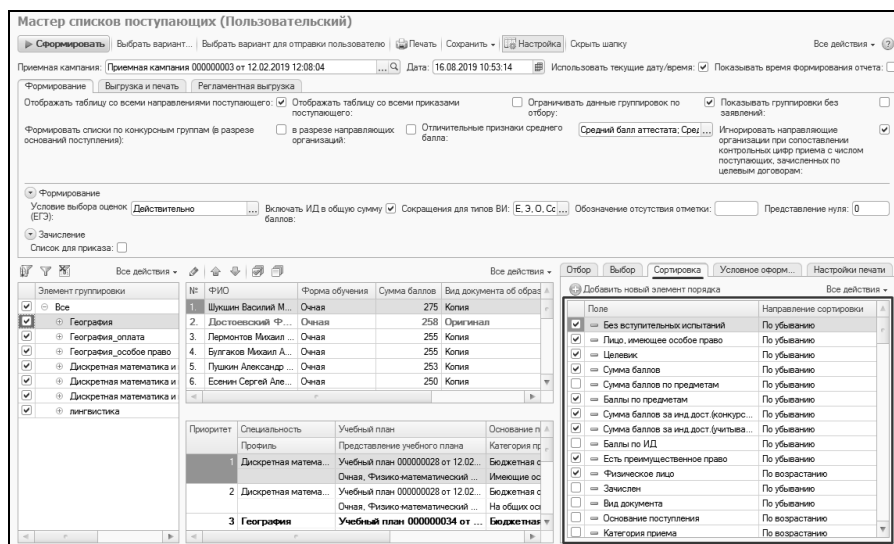 Мастер списков поступающих (Пользовательский)
Сформировать Выбрать вариант... Выбрать вариант для отправки пользователю Печать Сохранить Настройка Скрыть шапку Все действия
Приемная кампания: Приемная кампания 000000003 от 12.02.2019 12:08:04 ... Дата: 16.08.2019 10:53:14 Использовать текущие дату/время: Показывать время формирования отчета:
Формирование Выгрузка и печать Регламентная выгрузка
Отображать таблицу со всеми направлениями поступающего: Отображать таблицу со всеми приказами Ограничивать данные группировок по Показывать группировки без
поступающего: отбору: заявлений:
Формировать списки по конкурсным группам (в разрезе в разрезе направляющих Отличительные признаки среднего Средний балл аттестата; Сред ... Игнорировать направляющие
оснований поступления): организаций: балла: организации при сопоставлении
контрольных цифр приема с числом
поступающих, зачисленных по
целевым договорам:
Формирование
Условие выбора оценок Действительно ... Включать ИД в общую сумму Сокращения для типов ВИ: Е, Э, О, Сс ... Обозначение отсутствия отметки: Представление нуля: 0
(ЕГЭ): баллов:
Зачисление
Список для приказа:
Все действия Все действия Отбор Выбор Сортировка Условное оформ... Настройки печати
Добавить новый элемент порядка Все действия
Элемент группировки
Все
География
География_оплата
География_особое право
Дискретная математика и
Дискретная математика и
Дискретная математика и
лингвистика
№ ФИО Форма обучения Сумма баллов Вид документа об образ
1. Шукшин Василий М... Очная 275 Копия
2. Достоевский Ф... Очная 258 Оригинал
3. Лермонтов Михаил ... Очная 255 Копия
4. Булгаков Михаил А... Очная 255 Копия
5. Пушкин Александр ... Очная 253 Копия
6. Есенин Сергей Але... Очная 250 Копия
Приоритет Специальность Учебный план Основание п
Профиль Представление учебного плана Категория пр
1 Дискретная матема... Учебный план 000000028 от 12.02... Бюджетная о
Очная, Физико-математический ... Имеющие ос
2 Дискретная матема... Учебный план 000000028 от 12.02... Бюджетная о
Очная, Физико-математический ... На общих осн
3 География Учебный план 000000034 от ... Бюджетная
Поле Направление сортировки
Без вступительных испытаний По убыванию
Лицо, имеющее особое право По убыванию
Целевик По убыванию
Сумма баллов По убыванию
Сумма баллов по предметам По убыванию
Баллы по предметам По убыванию
Сумма баллов за инд.дост.(конкурс... По убыванию
Сумма баллов за инд.дост.(учитыва... По убыванию
Баллы по ИД По убыванию
Есть преимущественное право По убыванию
Физическое лицо По возрастанию
Зачислен По убыванию
Вид документа По убыванию
Основание поступления По возрастанию
Категория приема По возрастанию